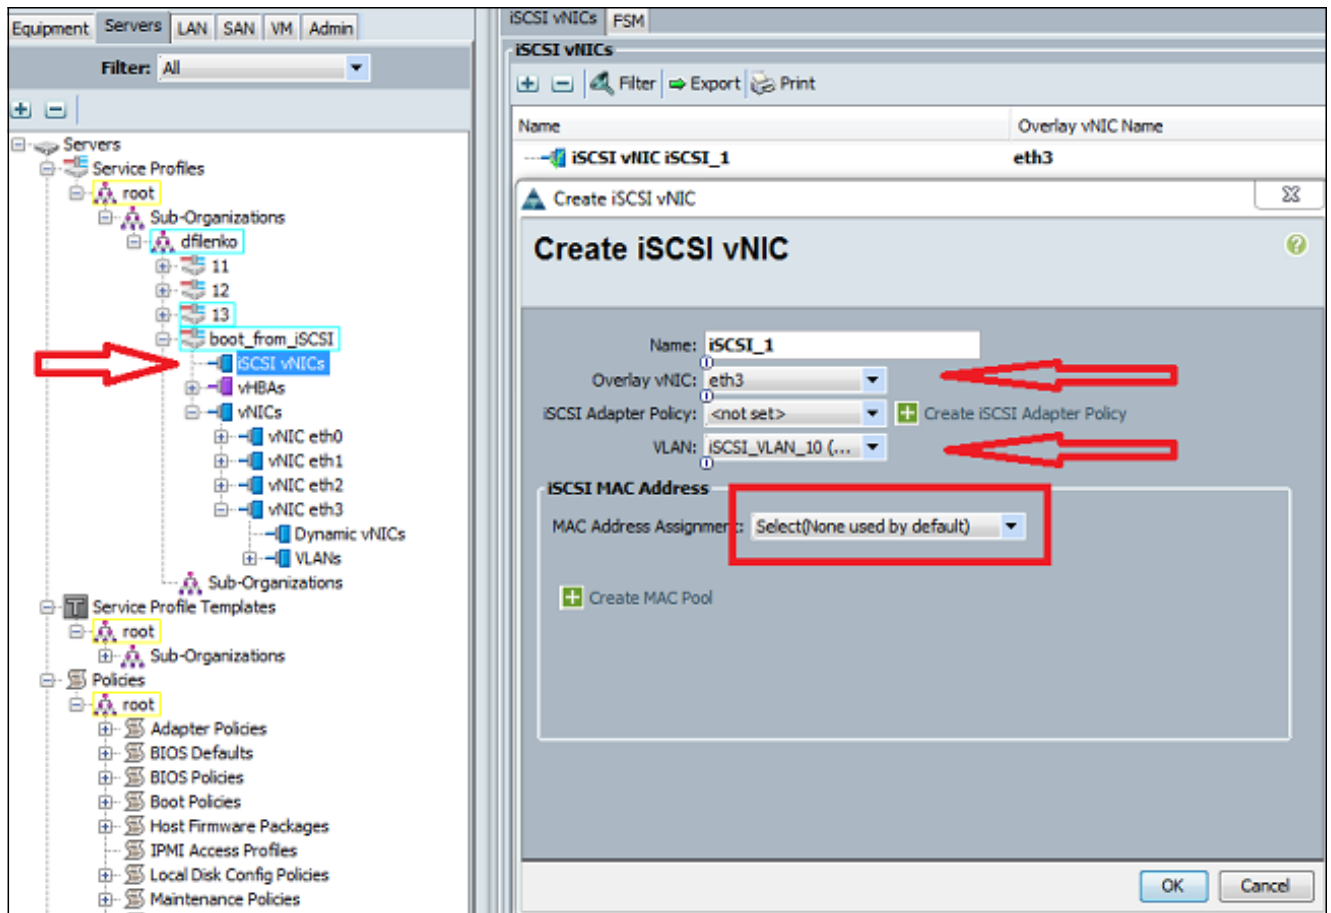 Equipment Servers LAN SAN VM Admin
Filter: All
Servers
Service Profiles
root
Sub-Organizations
dfilenko
11
12
13
boot_from_iSCSI
iSCSI vNICs
vHBAs
vNICs
vNIC eth0
vNIC eth1
vNIC eth2
vNIC eth3
Dynamic vNICs
VLANs
Sub-Organizations
Service Profile Templates
root
Sub-Organizations
Policies
root
Adapter Policies
BIOS Defaults
BIOS Policies
Boot Policies
Host Firmware Packages
IPMI Access Profiles
Local Disk Config Policies
Maintenance Policies
iSCSI vNICs FSM
iSCSI vNICs
Filter Export Print
Name Overlay vNIC Name
iSCSI vNIC iSCSI_1 eth3
Create iSCSI vNIC
Create iSCSI vNIC
Name: iSCSI_1
Overlay vNIC: eth3
iSCSI Adapter Policy: <not set> Create iSCSI Adapter Policy
VLAN: iSCSI_VLAN_10 (...
iSCSI MAC Address
MAC Address Assignment: Select(None used by default)
Create MAC Pool
OK Cancel